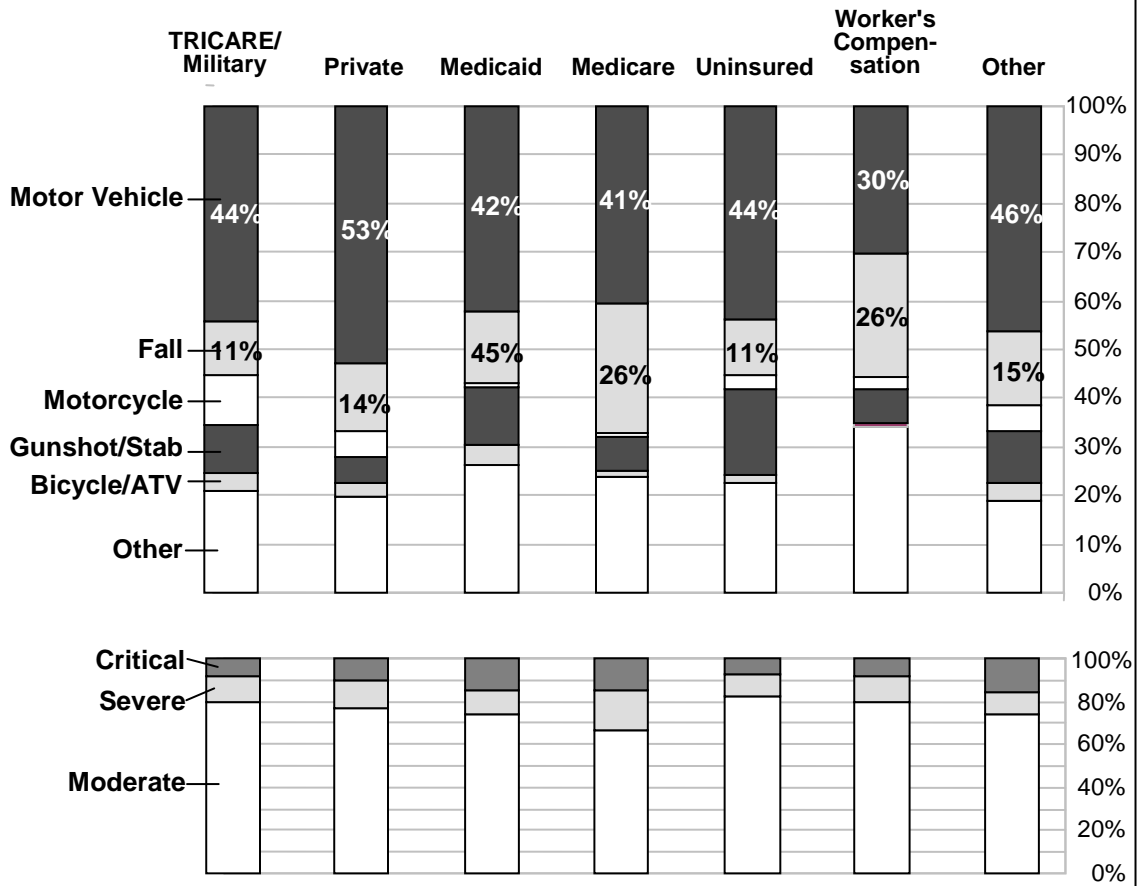 TRICARE/
Military
Private
Medicaid
Medicare
Uninsured
Worker's
Compen-
sation
Other
100%
90%
80%
70%
60%
50%
40%
30%
20%
10%
0%
Motor Vehicle
Fall
Motorcycle
Gunshot/Stab
Bicycle/ATV
Other
44%
53%
42%
41%
44%
30%
46%
11%
14%
45%
26%
11%
26%
15%
Critical
Severe
Moderate
100%
80%
60%
40%
20%
0%